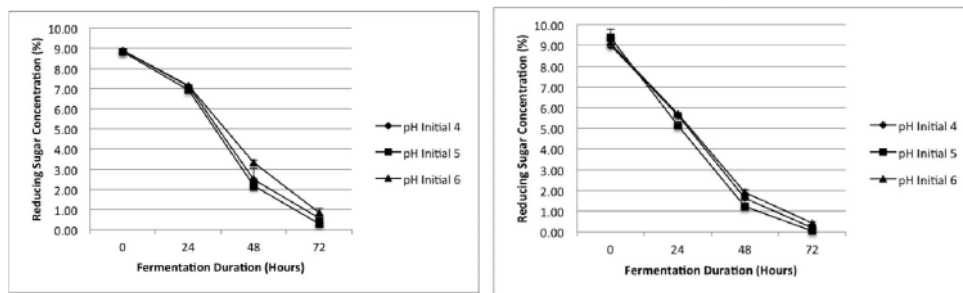 10.00
9.00
8.00
7.00
6.00
5.00
4.00
3.00
2.00
1.00
0.00
Reducing Sugar Concentration (%)
0 24 48 72
Fermentation Duration (Hours)
pH Initial 4
pH Initial 5
pH Initial 6
10.00
9.00
8.00
7.00
6.00
5.00
4.00
3.00
2.00
1.00
0.00
Reducing Sugar Concentration (%)
0 24 48 72
Fermentation Duration (Hours)
pH Initial 4
pH Initial 5
pH Initial 6